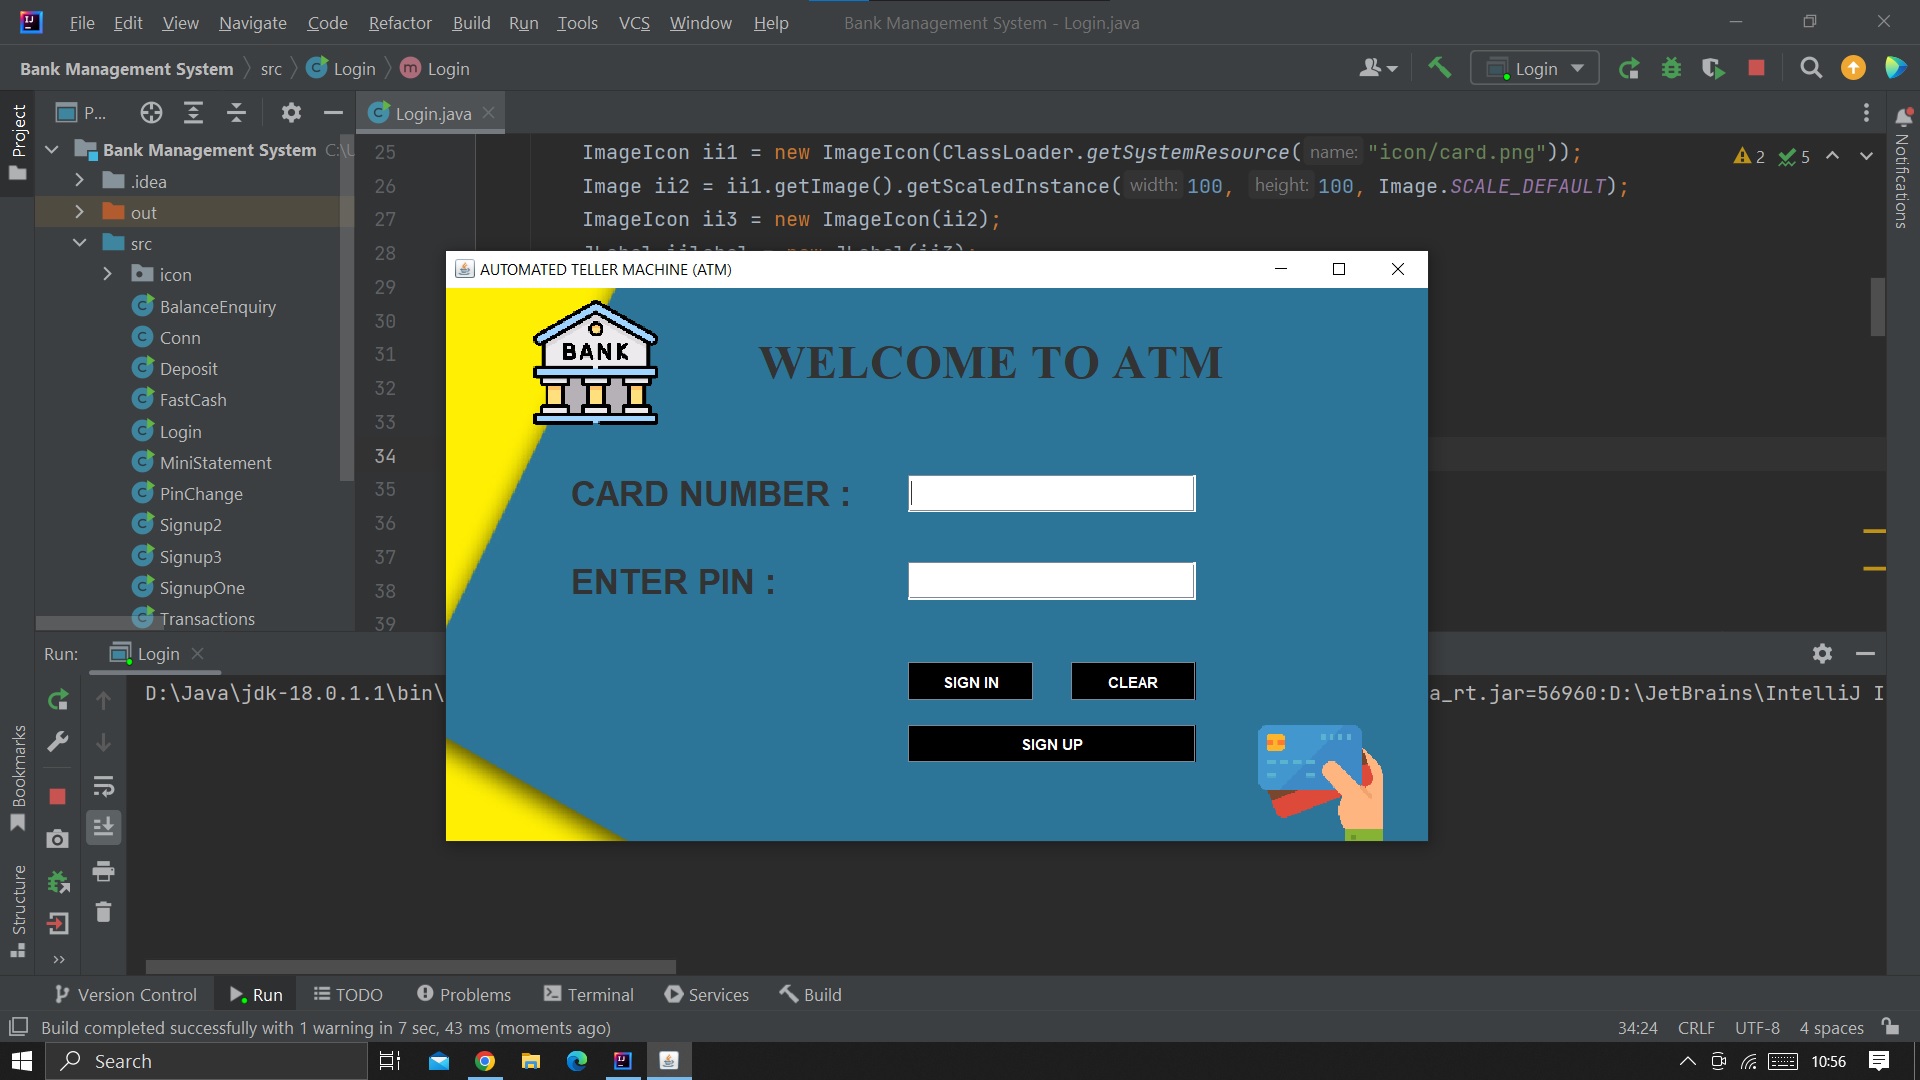 File Edit View Navigate Code Refactor Build Run Tools VCS Window Help Bank Management System - Login.java
Bank Management System src Login Login
Login
P...
Login.java
Project
Notifications
Bank Management System
.idea
out
src
icon
BalanceEnquiry
Conn
Deposit
FastCash
Login
MiniStatement
PinChange
Signup2
Signup3
SignupOne
Transactions
25 ImageIcon ii1 = new ImageIcon(ClassLoader.getSystemResource( name: "icon/card.png"));
2 5
26 Image ii2 = ii1.getImage().getScaledInstance( width: 100, height: 100, Image.SCALE_DEFAULT);
27 ImageIcon ii3 = new ImageIcon(ii2);
28
29
30
31
32
33
34
35
36
37
38
39
AUTOMATED TELLER MACHINE (ATM)
BANK
WELCOME TO ATM
CARD NUMBER :
ENTER PIN :
SIGN IN CLEAR
SIGN UP
Run: Login
D:\Java\jdk-18.0.1.1\bin\
a_rt.jar=56960:D:\JetBrains\IntelliJ I
Bookmarks
Structure
Version Control Run TODO Problems Terminal Services Build
Build completed successfully with 1 warning in 7 sec, 43 ms (moments ago)
34:24 CRLF UTF-8 4 spaces
Search
10:56